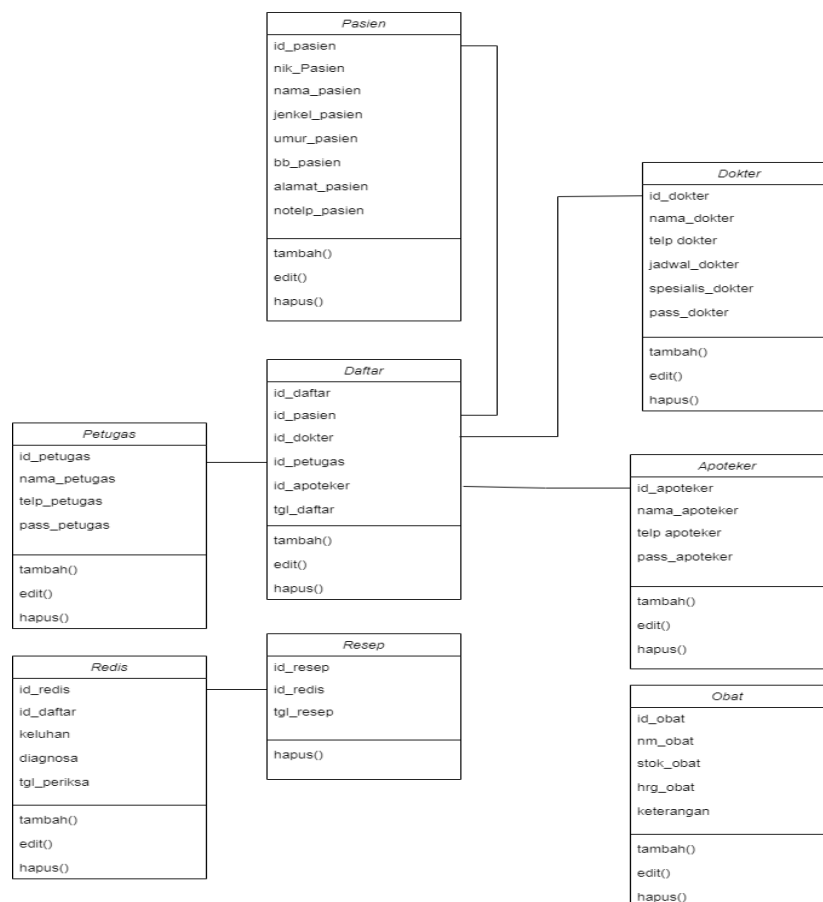 Pasien
id_pasien
nik_Pasien
nama_pasien
jenkel_pasien
umur_pasien
bb_pasien
alamat_pasien
notelp_pasien
tambah()
edit()
hapus()
Dokter
id_dokter
nama_dokter
telp dokter
jadwal_dokter
spesialis_dokter
pass_dokter
tambah()
edit()
hapus()
Daftar
id_daftar
id_pasien
id_dokter
id_petugas
id_apoteker
tgl_daftar
tambah()
edit()
hapus()
Petugas
id_petugas
nama_petugas
telp_petugas
pass_petugas
tambah()
edit()
hapus()
Apoteker
id_apoteker
nama_apoteker
telp apoteker
pass_apoteker
tambah()
edit()
hapus()
Redis
id_redis
id_daftar
keluhan
diagnosa
tgl_periksa
tambah()
edit()
hapus()
Resep
id_resep
id_redis
tgl_resep
hapus()
Obat
id_obat
nm_obat
stok_obat
hrg_obat
keterangan
tambah()
edit()
hapus()